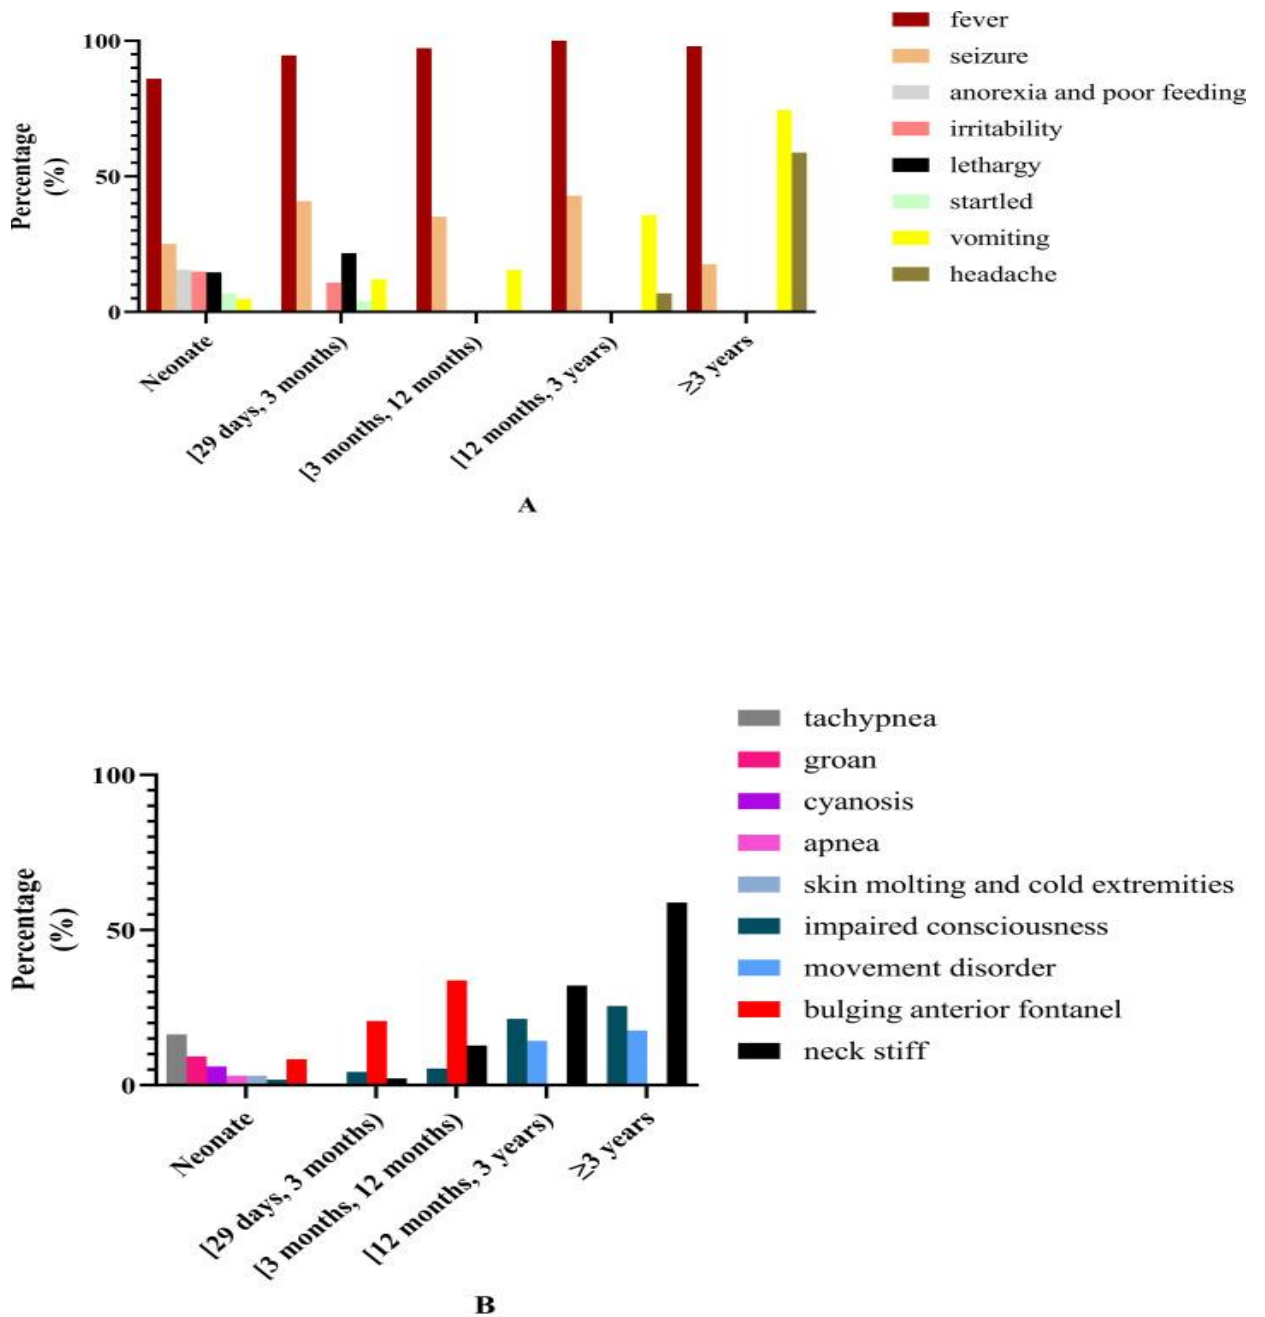 fever
seizure
anorexia and poor feeding
irritability
lethargy
startled
vomiting
headache
Percentage
(%)
100
50
0
Neonate
[29 days, 3 months)
[3 months, 12 months)
[12 months, 3 years)
≥3 years
A
tachypnea
groan
cyanosis
apnea
skin molting and cold extremities
impaired consciousness
movement disorder
bulging anterior fontanel
neck stiff
Percentage
(%)
100
50
0
Neonate
[29 days, 3 months)
[3 months, 12 months)
[12 months, 3 years)
≥3 years
B